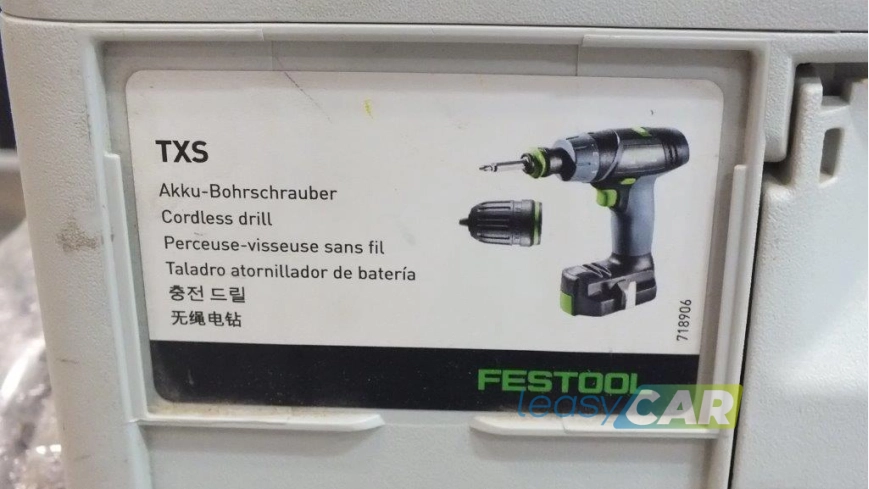 TXS
Akku-Bohrschrauber
Cordless drill
Perceuse-visseuse sans fil
Taladro atornillador de batería
충전 드릴
无绳电钻
718906
FESTOOL
leasyCAR